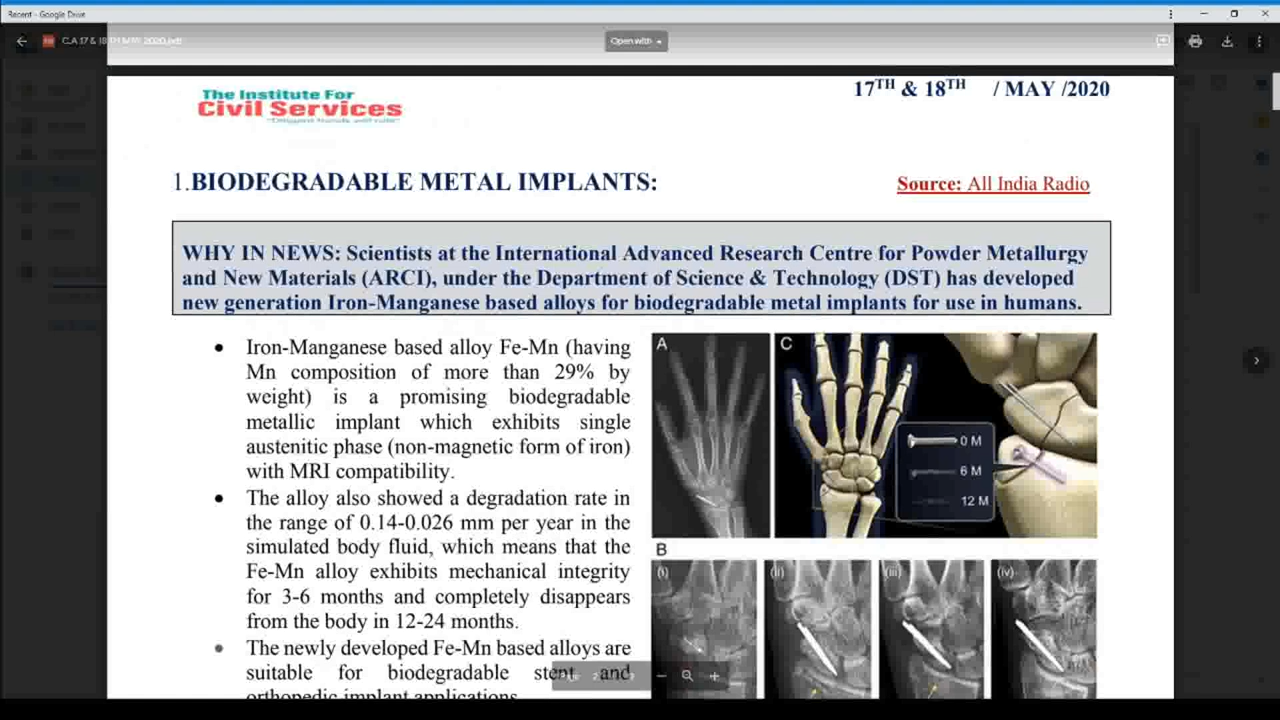 Recent - Google Drive
Open with
The Institute For
Civil Services
17TH & 18TH / MAY /2020
1.BIODEGRADABLE METAL IMPLANTS:
Source: All India Radio
WHY IN NEWS: Scientists at the International Advanced Research Centre for Powder Metallurgy
and New Materials (ARCI), under the Department of Science & Technology (DST) has developed
new generation Iron-Manganese based alloys for biodegradable metal implants for use in humans.
• Iron-Manganese based alloy Fe-Mn (having
Mn composition of more than 29% by
weight) is a promising biodegradable
metallic implant which exhibits single
austenitic phase (non-magnetic form of iron)
with MRI compatibility.
• The alloy also showed a degradation rate in
the range of 0.14-0.026 mm per year in the
simulated body fluid, which means that the
Fe-Mn alloy exhibits mechanical integrity
for 3-6 months and completely disappears
from the body in 12-24 months.
• The newly developed Fe-Mn based alloys are
suitable for biodegradable stent and
orthopedic implant applications
A
C
0 M
6 M
12 M
B
(i)
(ii)
(iii)
(iv)